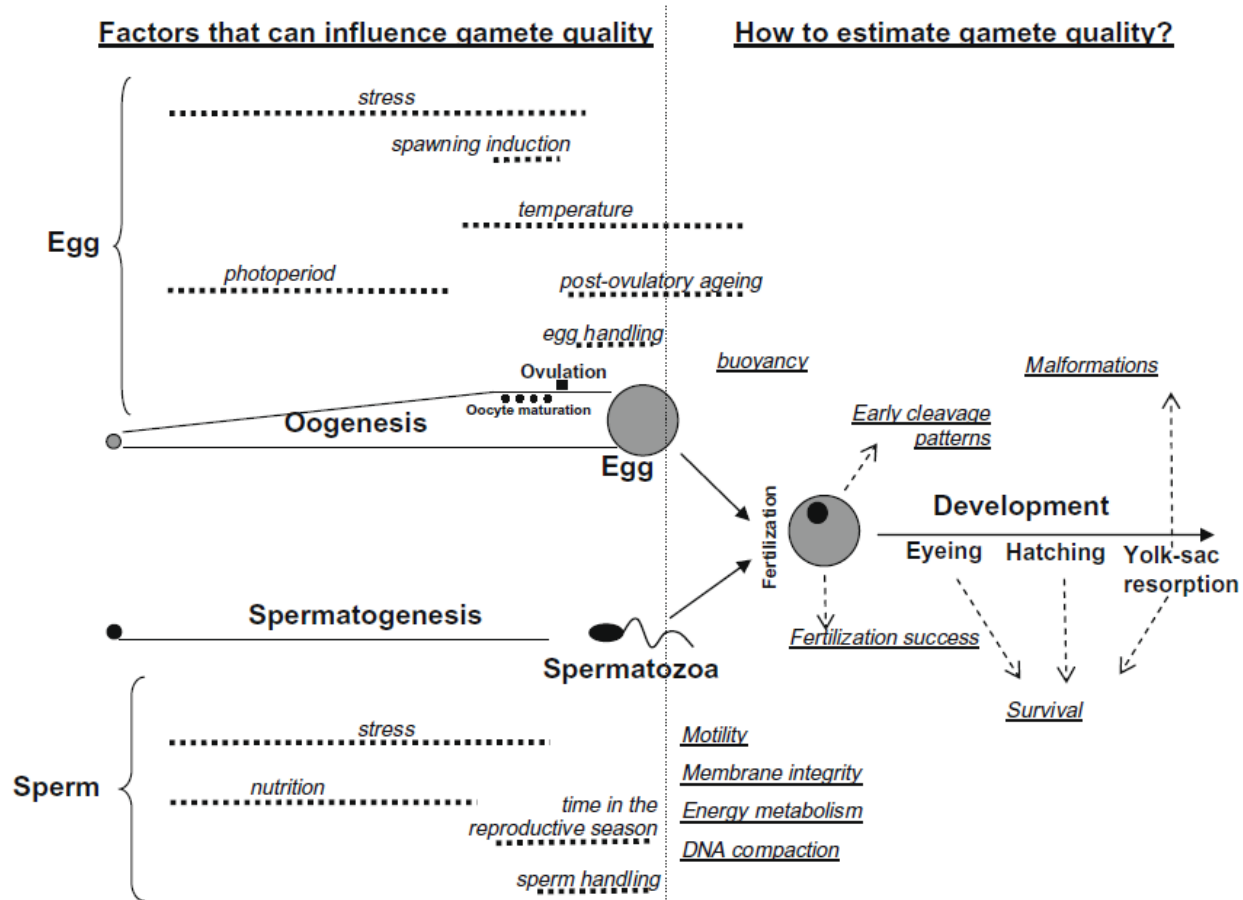 Factors that can influence gamete quality
How to estimate gamete quality?
stress
spawning induction
temperature
Egg
photoperiod
post-ovulatory ageing
egg handling
buoyancy
Malformations
Ovulation
Oocyte maturation
Oogenesis
Early cleavage
patterns
Egg
Fertilization
Development
Eyeing
Hatching
Yolk-sac
resorption
Spermatogenesis
Fertilization success
Spermatozoa
Survival
stress
Motility
Sperm
nutrition
Membrane integrity
time in the
reproductive season
Energy metabolism
DNA compaction
sperm handling